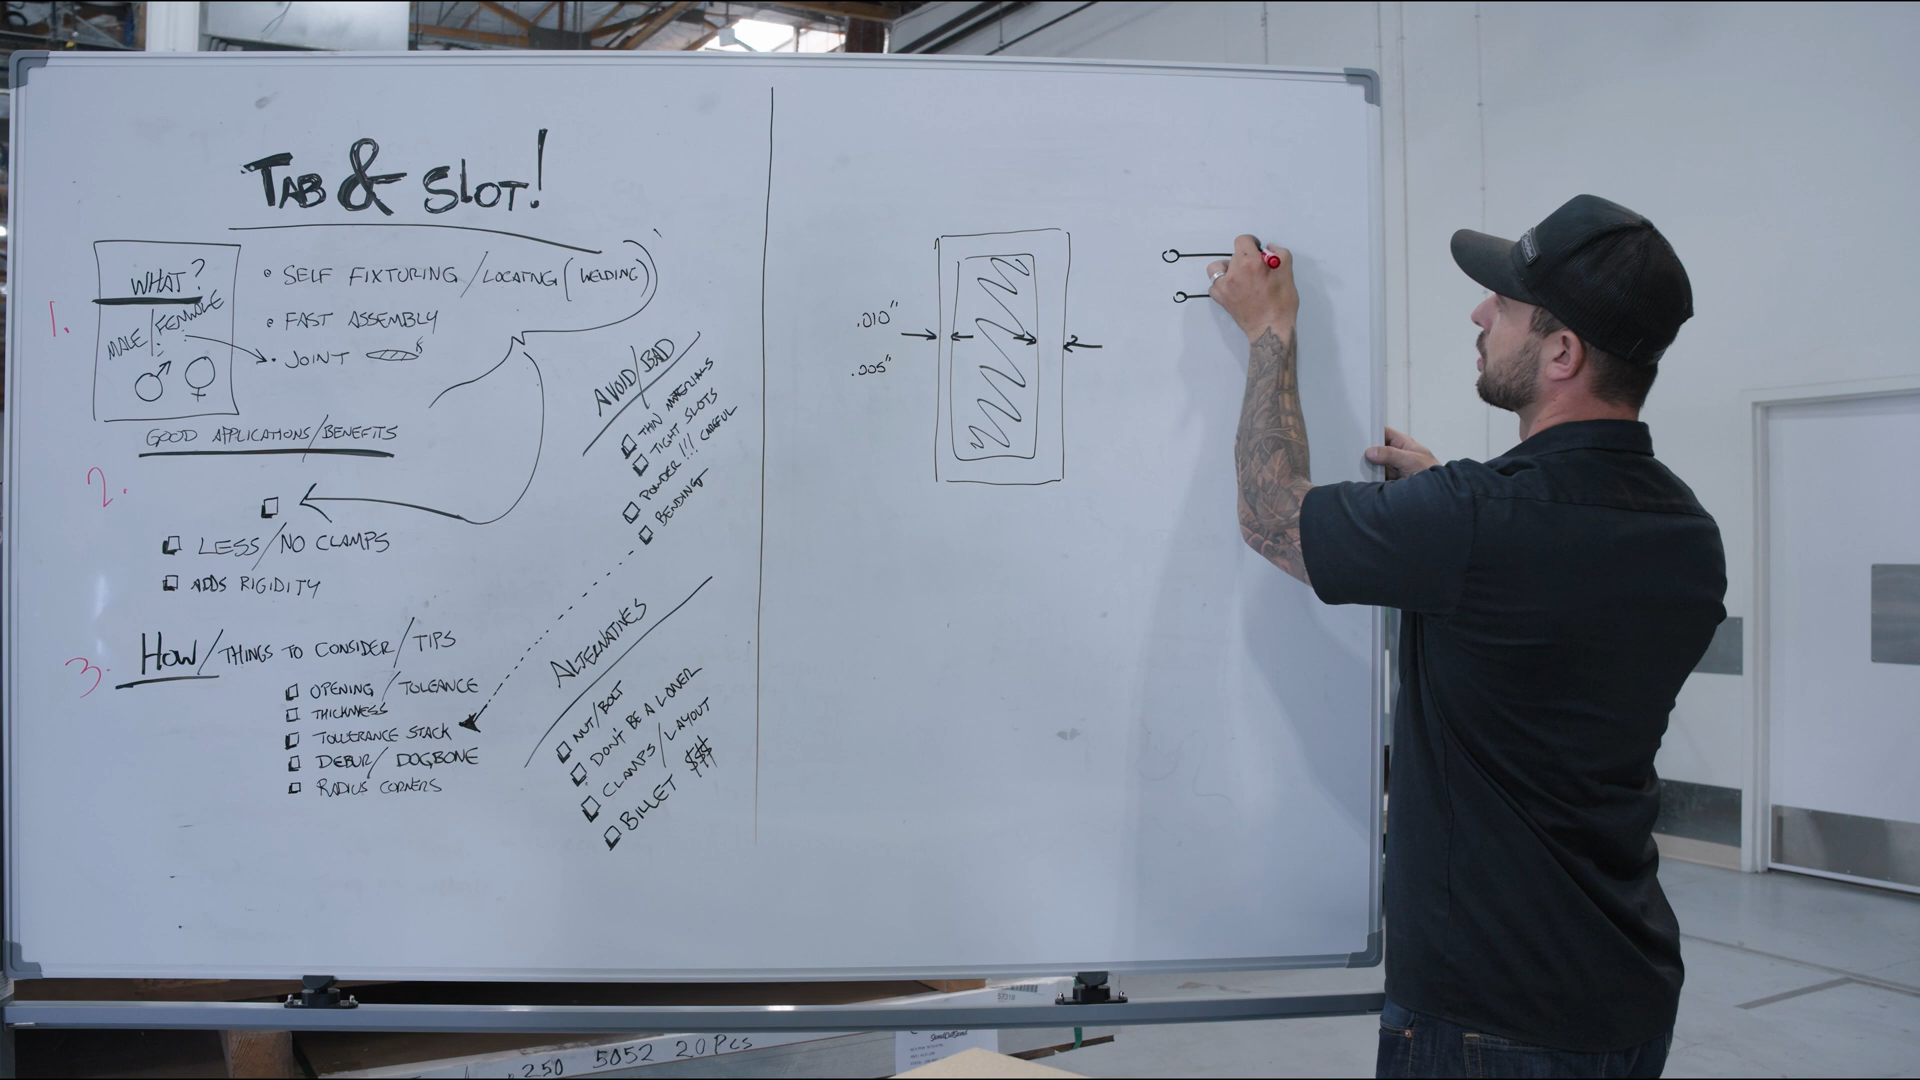 TAB & SLOT!
WHAT?
MALE/FEMALE
1.
• SELF FIXTURING/LOCATNG (WELDING)
• FAST ASSEMBLY
• JOINT
GOOD APPLICATIONS/BENEFITS
2.
LESS/NO CLAMPS
ADDS RIGIDITY
3.
HOW/THINGS TO CONSIDER/TIPS
OPENING/TOLEANCE
THICKNESS
TOLLERANCE STACK
DEBUR/DOGBONE
RADIUS CORNERS
AVOID/BAD
THIN MATERIALS
TIGHT SLOTS
POWDER!!! CAREFUL
BENDING
ALTERNATIVES
NUT/BOLT
DON'T BE A LONER
CLAMPS/LAYOUT
BILLET $$$
.010"
.005"
.250 5052 20 PCS